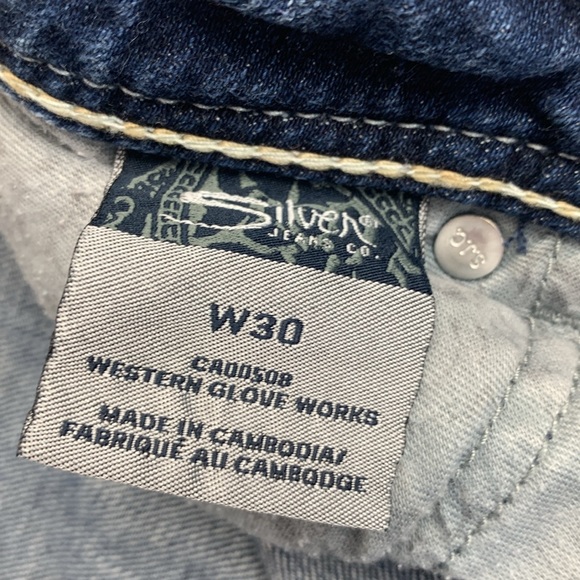 Silver
JEANS CO.
W30
CA00508
WESTERN GLOVE WORKS
MADE IN CAMBODIA/
FABRIQUÉ AU CAMBODGE